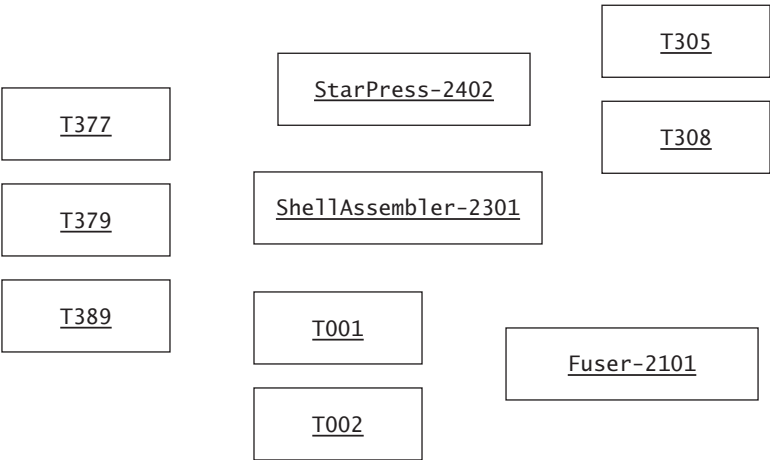 T305
StarPress-2402
T377
T308
T379
ShellAssembler-2301
T389
T001
Fuser-2101
T002